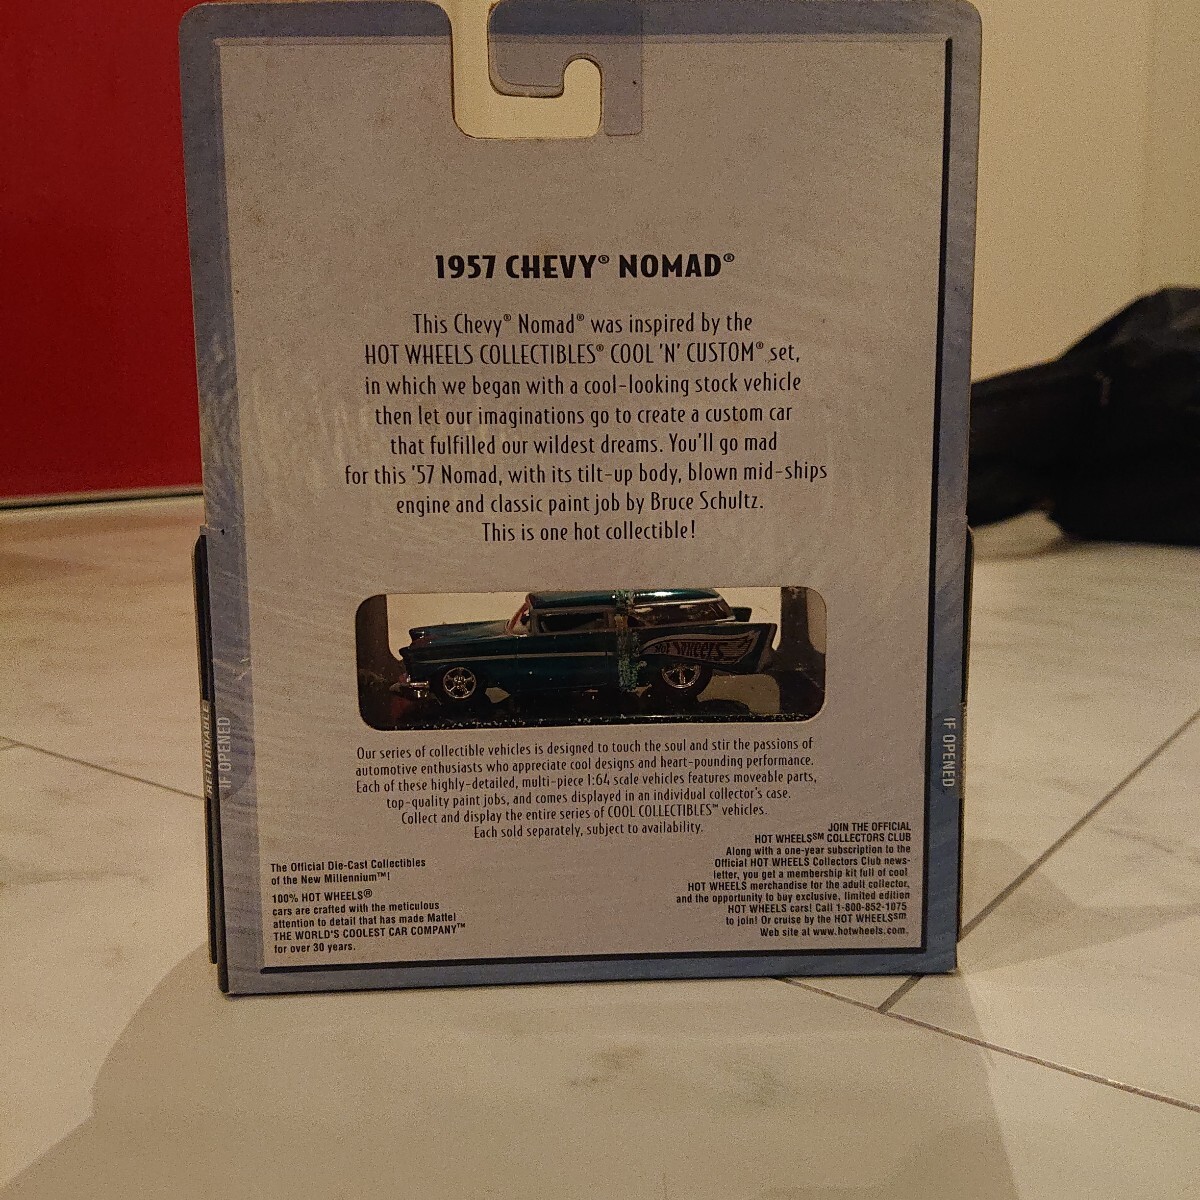 1957 CHEVY® NOMAD®
This Chevy® Nomad® was inspired by the
HOT WHEELS COLLECTIBLES® COOL 'N' CUSTOM® set,
in which we began with a cool-looking stock vehicle
then let our imaginations go to create a custom car
that fulfilled our wildest dreams. You'll go mad
for this '57 Nomad, with its tilt-up body, blown mid-ships
engine and classic paint job by Bruce Schultz.
This is one hot collectible!
HOT WHEELS
Our series of collectible vehicles is designed to touch the soul and stir the passions of
automotive enthusiasts who appreciate cool designs and heart-pounding performance.
Each of these highly-detailed, multi-piece 1:64 scale vehicles features moveable parts,
top-quality paint jobs, and comes displayed in an individual collector's case.
Collect and display the entire series of COOL COLLECTIBLES™ vehicles.
Each sold separately, subject to availability.
The Official Die-Cast Collectibles
of the New Millennium™!
100% HOT WHEELS®
cars are crafted with the meticulous
attention to detail that has made Mattel
THE WORLD'S COOLEST CAR COMPANY™
for over 30 years.
JOIN THE OFFICIAL
HOT WHEELS℠ COLLECTORS CLUB
Along with a one-year subscription to the
Official HOT WHEELS Collectors Club news-
letter, you get a membership kit full of cool
HOT WHEELS merchandise for the adult collector,
and the opportunity to buy exclusive, limited edition
HOT WHEELS cars! Call 1-800-852-1075
to join! Or cruise by the HOT WHEELS℠
Web site at www.hotwheels.com.
RETURNABLE
IF OPENED
IF OPENED